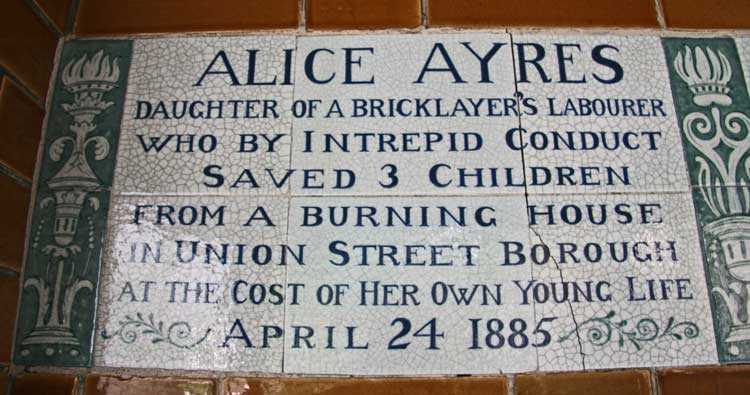 ALICE AYRES
DAUGHTER OF A BRICKLAYER'S LABOURER
WHO BY INTREPID CONDUCT
SAVED 3 CHILDREN
FROM A BURNING HOUSE
IN UNION STREET BOROUGH
AT THE COST OF HER OWN YOUNG LIFE
APRIL 24 1885